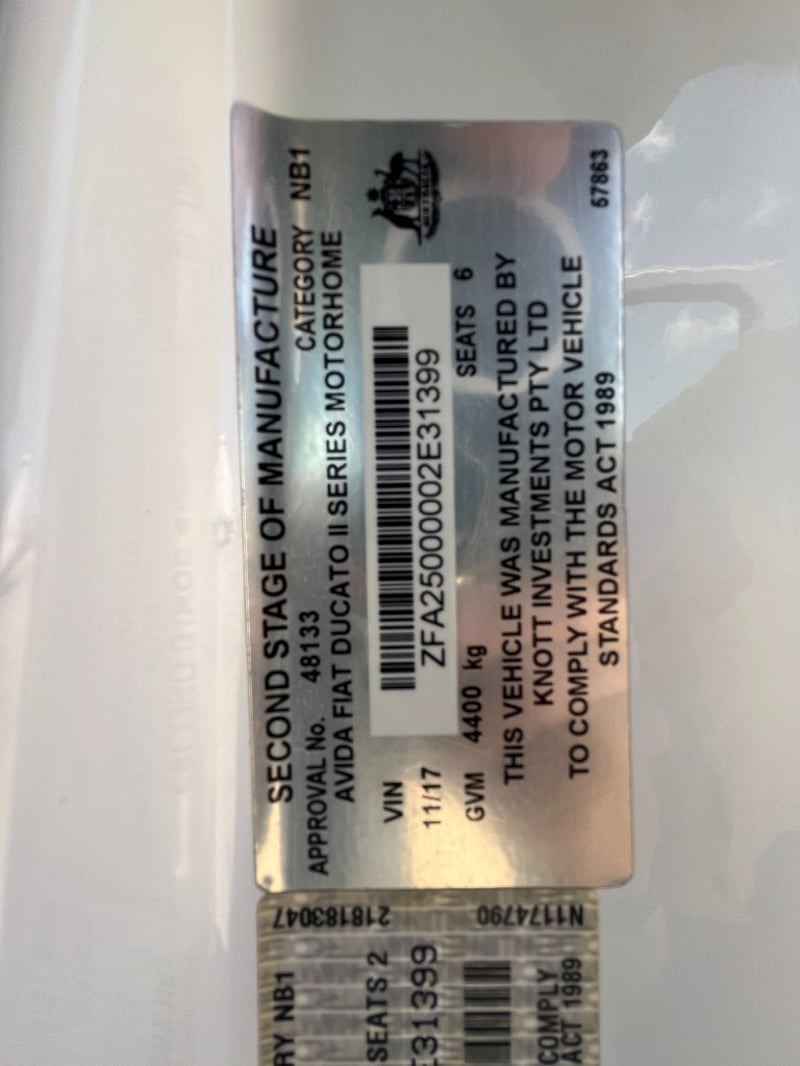 SECOND STAGE OF MANUFACTURE
APPROVAL No. 48133 CATEGORY NB1
AVIDA FIAT DUCATO II SERIES MOTORHOME
VIN
ZFA25000002E31399
11/17
GVM 4400 kg SEATS 6
THIS VEHICLE WAS MANUFACTURED BY
KNOTT INVESTMENTS PTY LTD
TO COMPLY WITH THE MOTOR VEHICLE
STANDARDS ACT 1989
57863
AUSTRALIA
218183047
N1174790
RY NB1
SEATS 2
E31399
COMPLY
ACT 1989